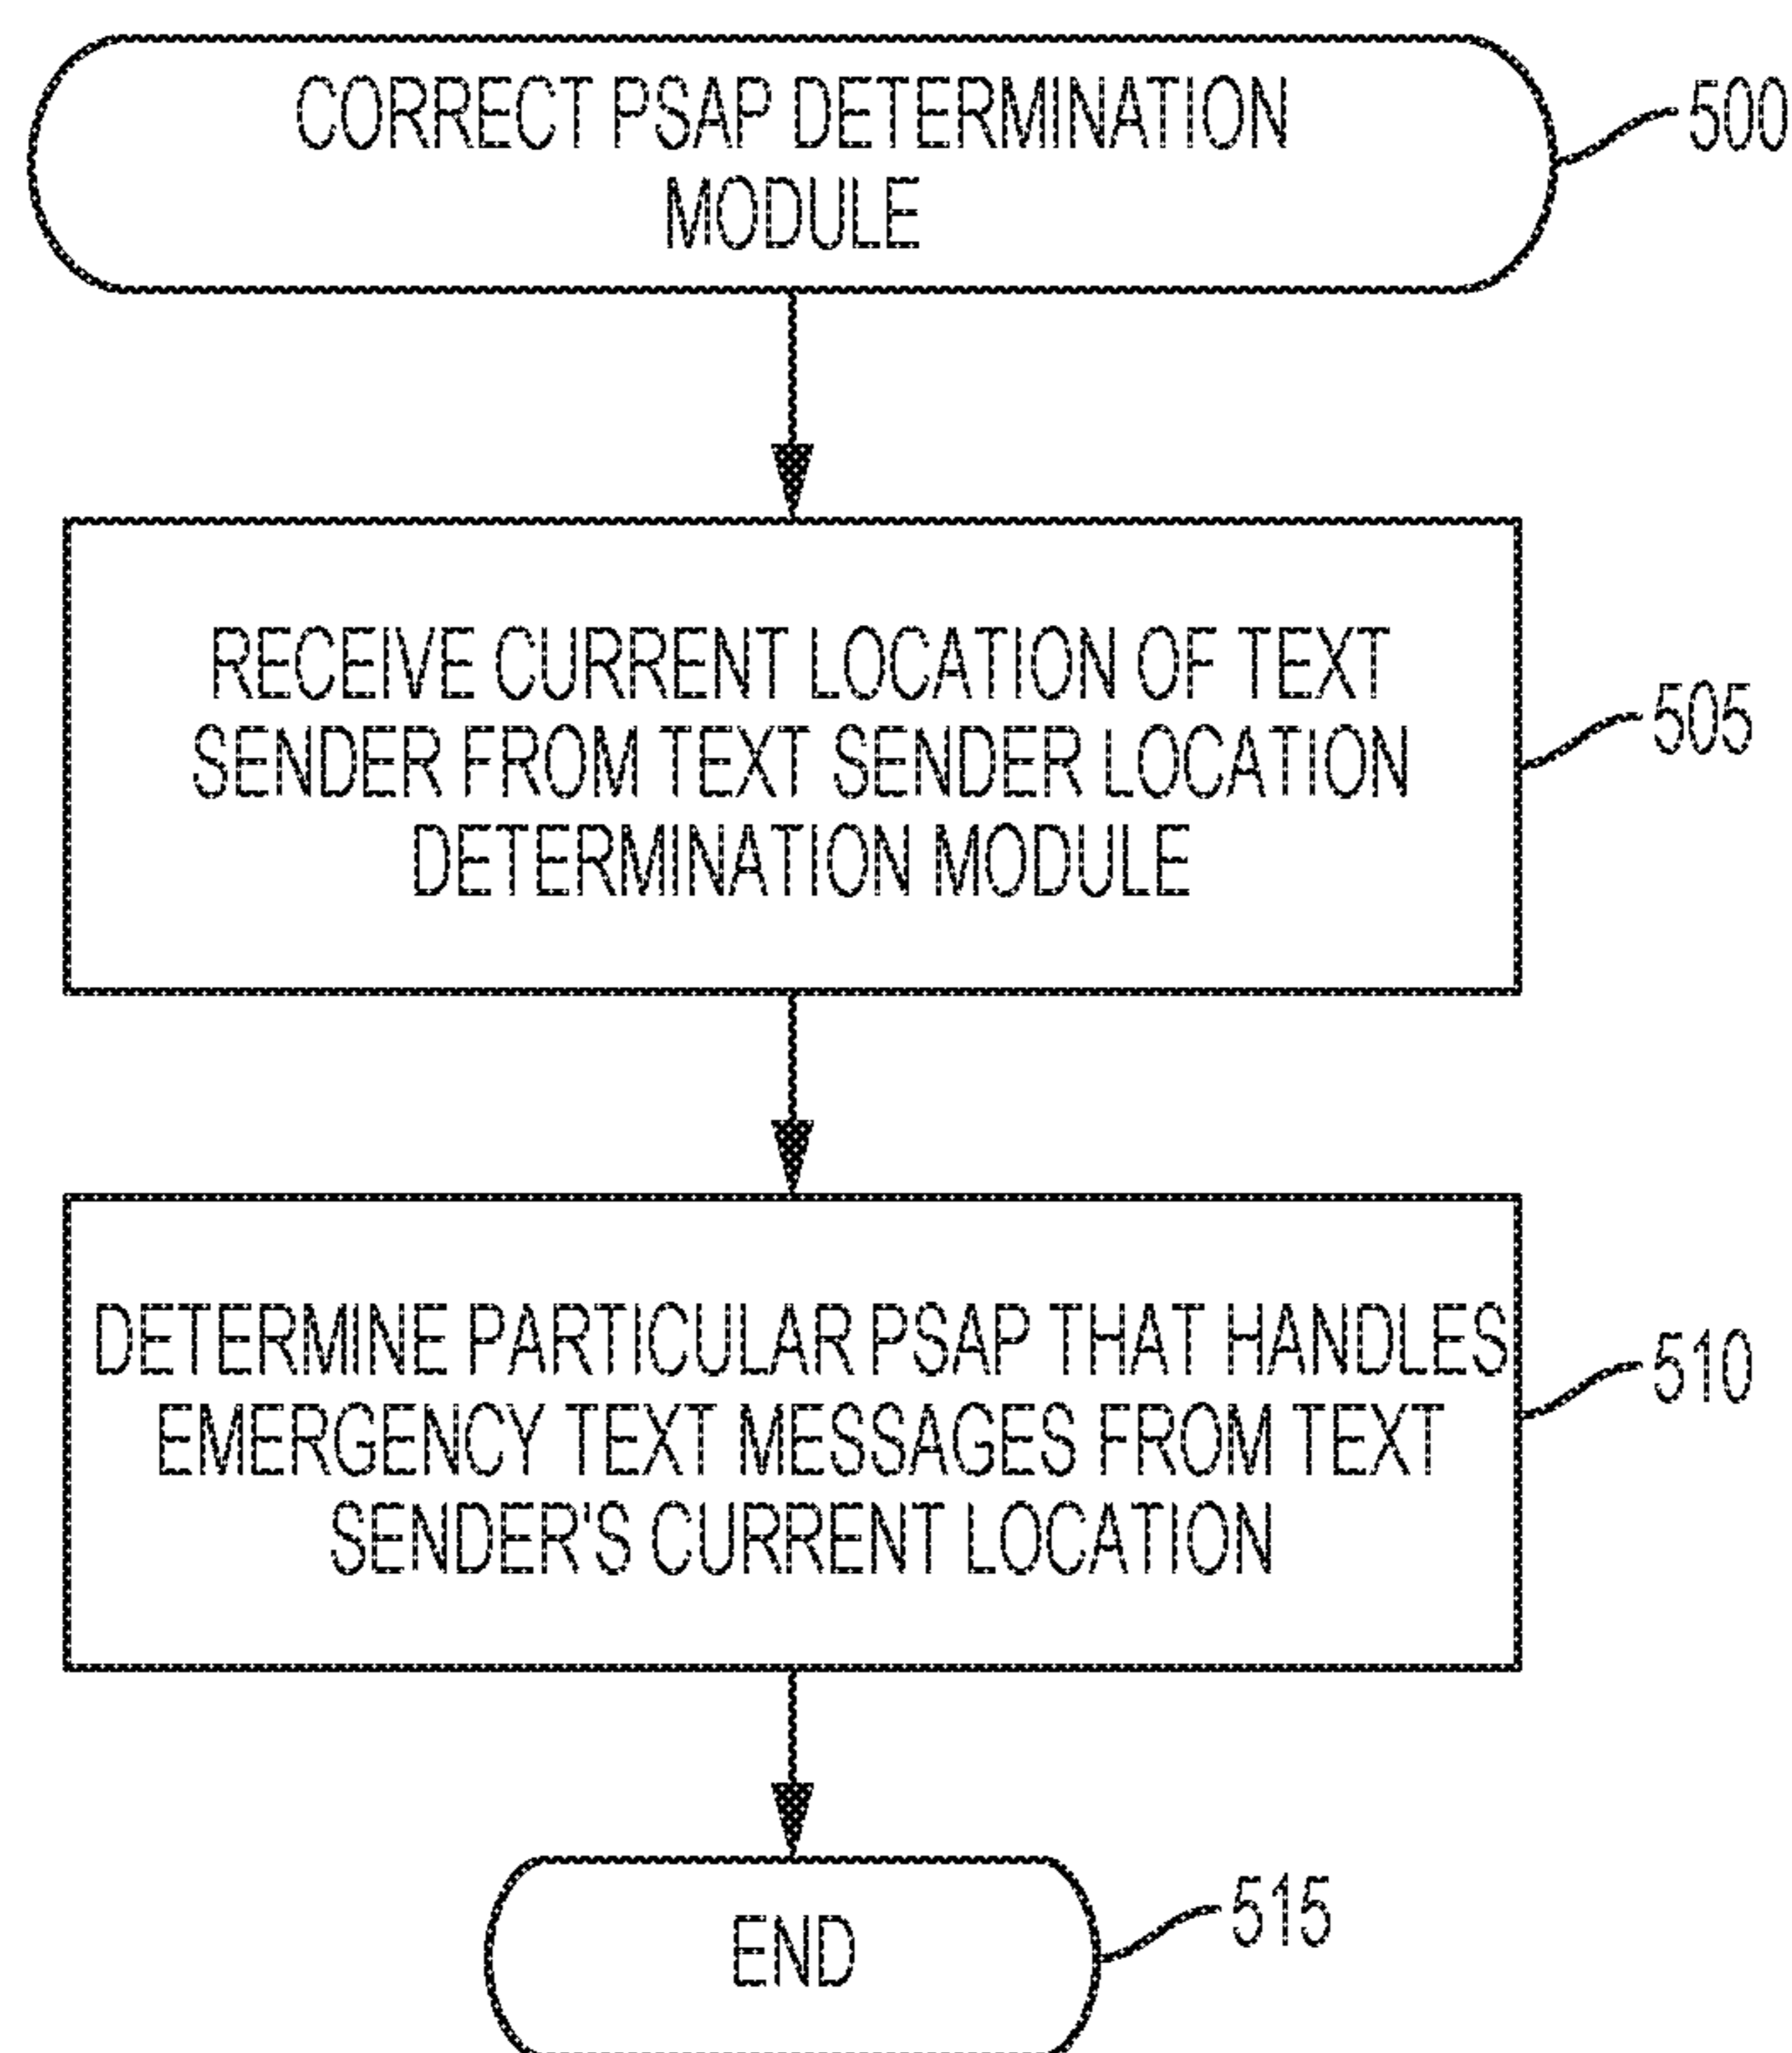 CORRECT PSAP DETERMINATION
MODULE
500
RECEIVE CURRENT LOCATION OF TEXT
SENDER FROM TEXT SENDER LOCATION
DETERMINATION MODULE
505
DETERMINE PARTICULAR PSAP THAT HANDLES
EMERGENCY TEXT MESSAGES FROM TEXT
SENDER'S CURRENT LOCATION
510
END
515